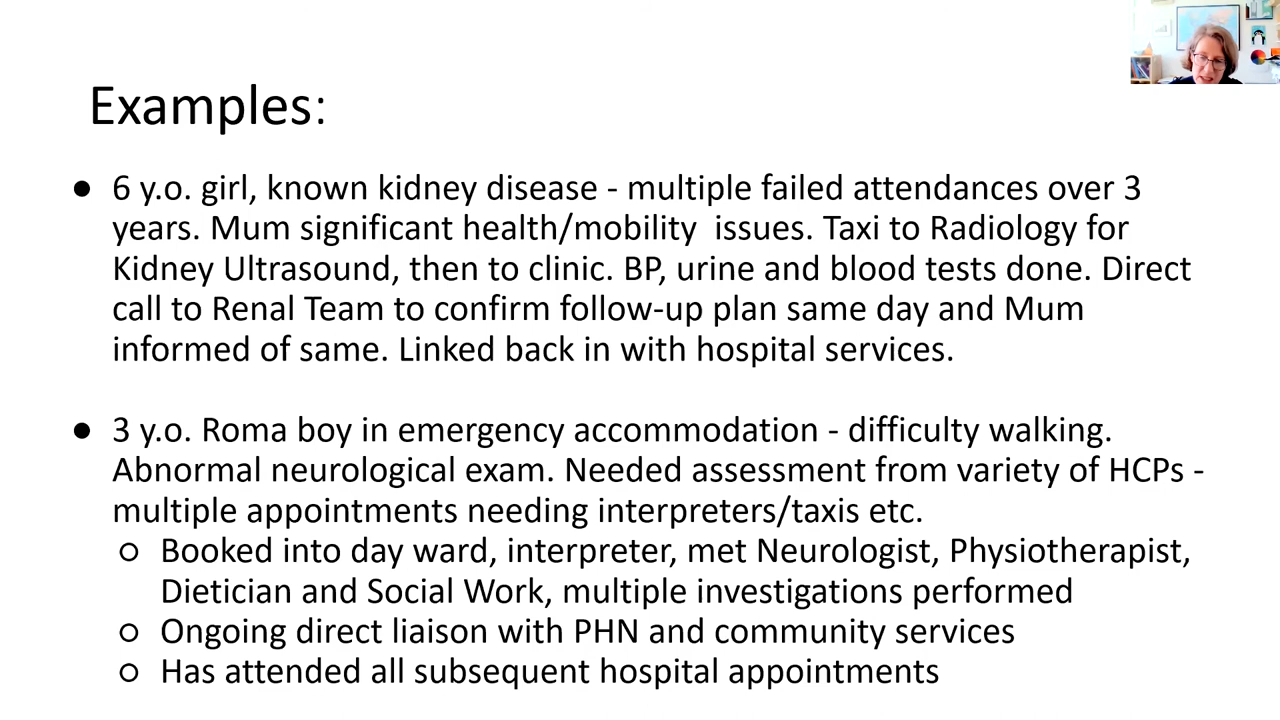 Examples:
● 6 y.o. girl, known kidney disease - multiple failed attendances over 3
years. Mum significant health/mobility  issues. Taxi to Radiology for
Kidney Ultrasound, then to clinic. BP, urine and blood tests done. Direct
call to Renal Team to confirm follow-up plan same day and Mum
informed of same. Linked back in with hospital services.
● 3 y.o. Roma boy in emergency accommodation - difficulty walking.
Abnormal neurological exam. Needed assessment from variety of HCPs -
multiple appointments needing interpreters/taxis etc.
○ Booked into day ward, interpreter, met Neurologist, Physiotherapist,
Dietician and Social Work, multiple investigations performed
○ Ongoing direct liaison with PHN and community services
○ Has attended all subsequent hospital appointments